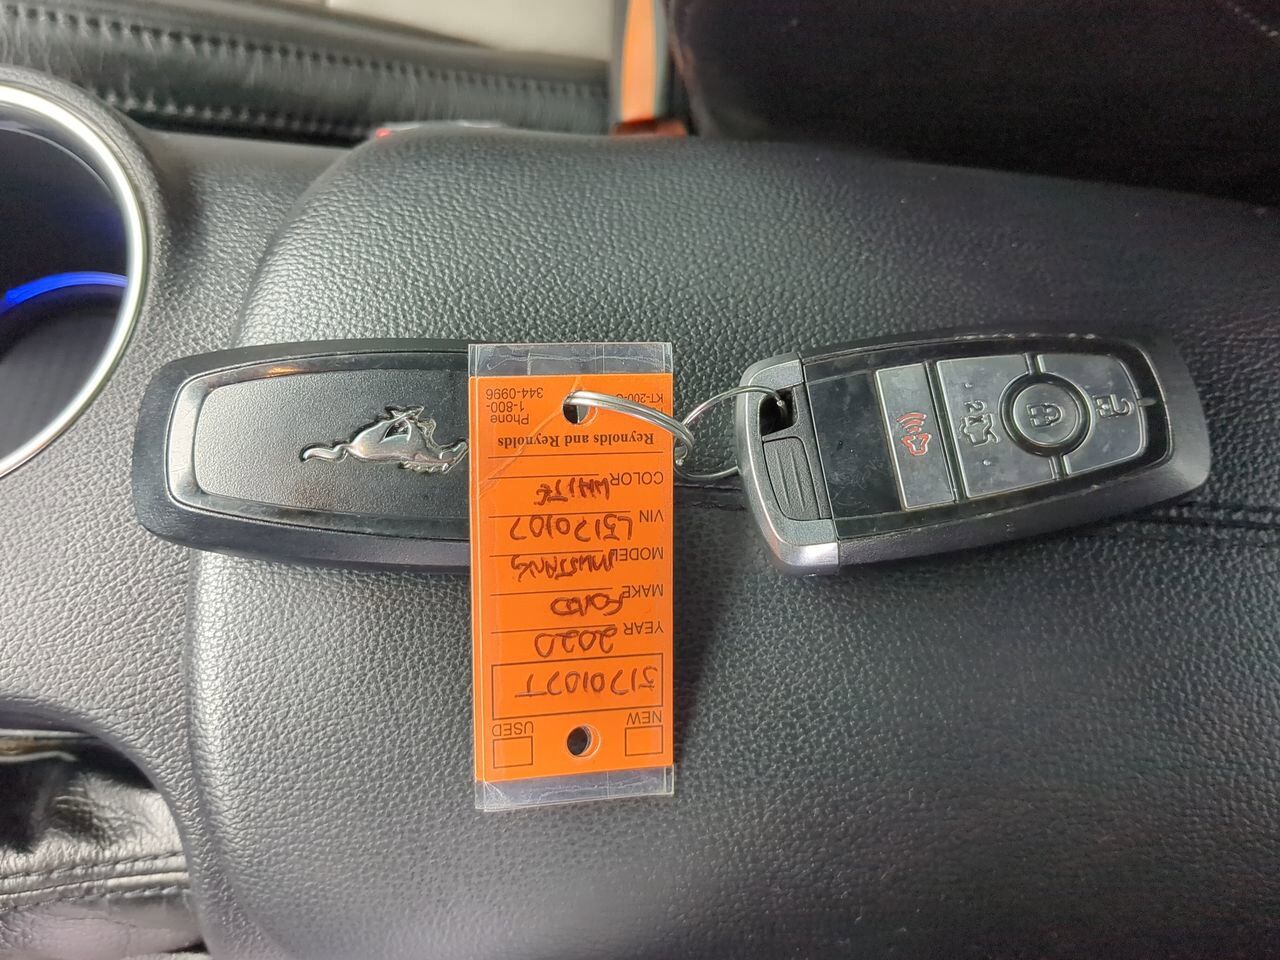 NEW USED
5170107T
YEAR 2020
MAKE FORD
MODEL MUSTANG
VIN L5170107
COLOR WHITE
Reynolds and Reynolds
Phone
1-800-
344-0996
KT-200-
2X